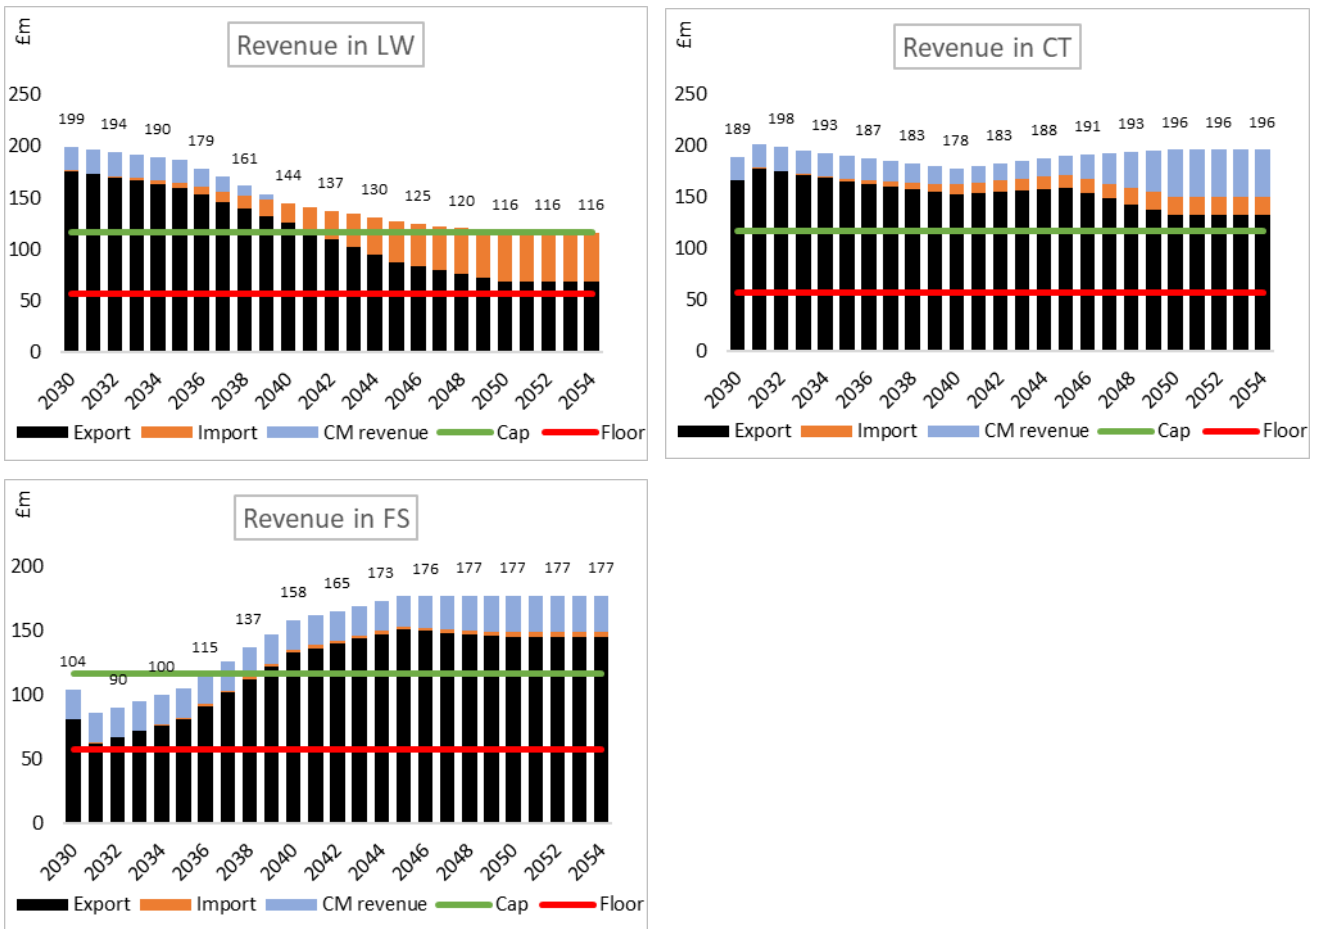 £m
Revenue in LW
250
200
150
100
50
0
199 194 190 179 161 144 137 130 125 120 116 116 116
2030 2032 2034 2036 2038 2040 2042 2044 2046 2048 2050 2052 2054
Export Import CM revenue Cap Floor
£m
Revenue in CT
250
200
150
100
50
0
189 198 193 187 183 178 183 188 191 193 196 196 196
2030 2032 2034 2036 2038 2040 2042 2044 2046 2048 2050 2052 2054
Export Import CM revenue Cap Floor
£m
Revenue in FS
200
150
100
50
0
104 90 100 115 137 158 165 173 176 177 177 177 177
2030 2032 2034 2036 2038 2040 2042 2044 2046 2048 2050 2052 2054
Export Import CM revenue Cap Floor